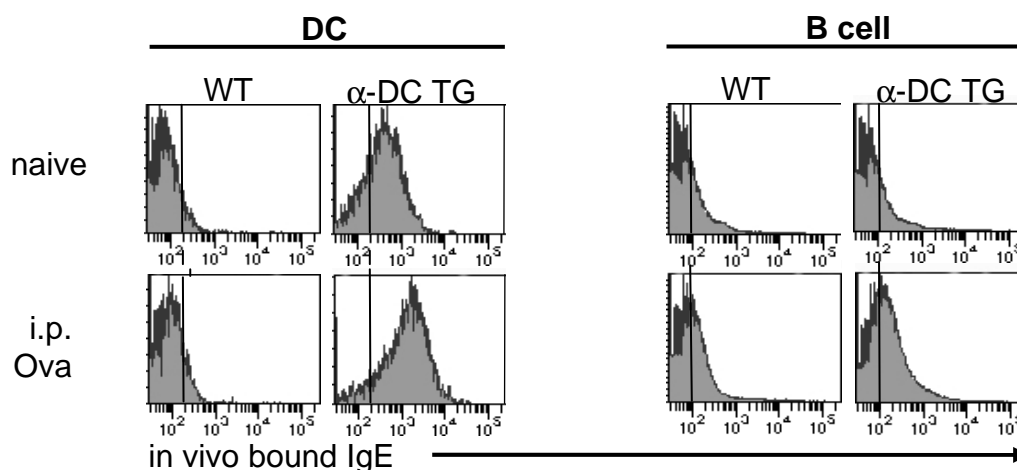 DC B cell
WT α-DC TG WT α-DC TG
naive
10² 10³ 10⁴ 10⁵ 10² 10³ 10⁴ 10⁵ 10² 10³ 10⁴ 10⁵ 10² 10³ 10⁴ 10⁵
i.p.
Ova
10² 10³ 10⁴ 10⁵ 10² 10³ 10⁴ 10⁵ 10² 10³ 10⁴ 10⁵ 10² 10³ 10⁴ 10⁵
in vivo bound IgE